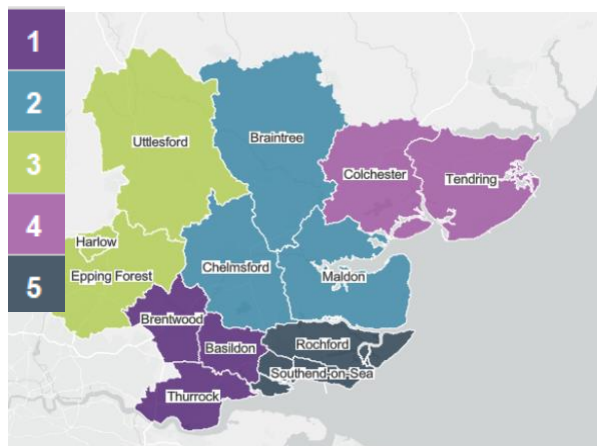 1
2
3
4
5
Uttlesford
Braintree
Colchester
Tendring
Harlow
Epping Forest
Chelmsford
Maldon
Brentwood
Basildon
Rochford
Southend-on-Sea
Thurrock